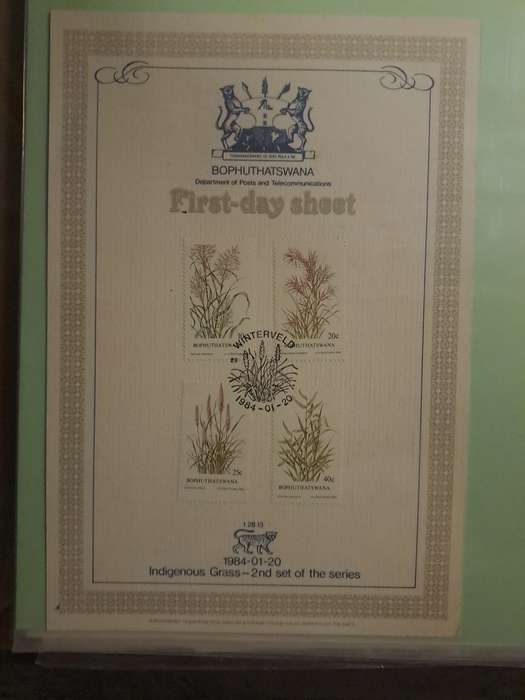 BOPHUTHATSWANA
Department of Posts and Telecommunications
First-day sheet
BOPHUTHATSWANA
20c
BOPHUTHATSWANA
WINTERVELD
1984-01-20
25c
BOPHUTHATSWANA
40c
BOPHUTHATSWANA
1.28.13
1984-01-20
Indigenous Grass-2nd set of the series